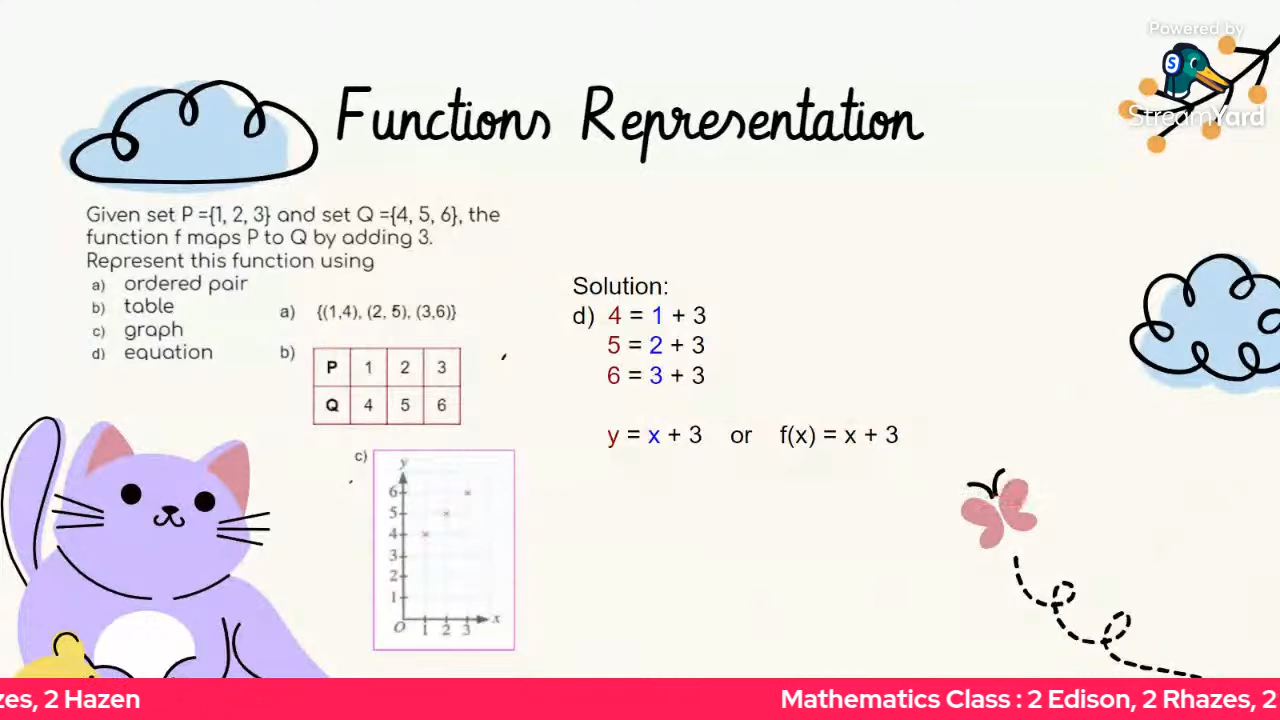 Powered by
StreamYard
Functions Representation
Given set P ={1, 2, 3} and set Q ={4, 5, 6}, the
function f maps P to Q by adding 3.
Represent this function using
a) ordered pair
b) table
c) graph
d) equation
a) {(1,4), (2, 5), (3,6)}
b)
P 1 2 3
Q 4 5 6
c)
y
6
5
4
3
2
1
O 1 2 3 x
Solution:
d) 4 = 1 + 3
5 = 2 + 3
6 = 3 + 3
y = x + 3 or f(x) = x + 3
zes, 2 Hazen
Mathematics Class : 2 Edison, 2 Rhazes, 2